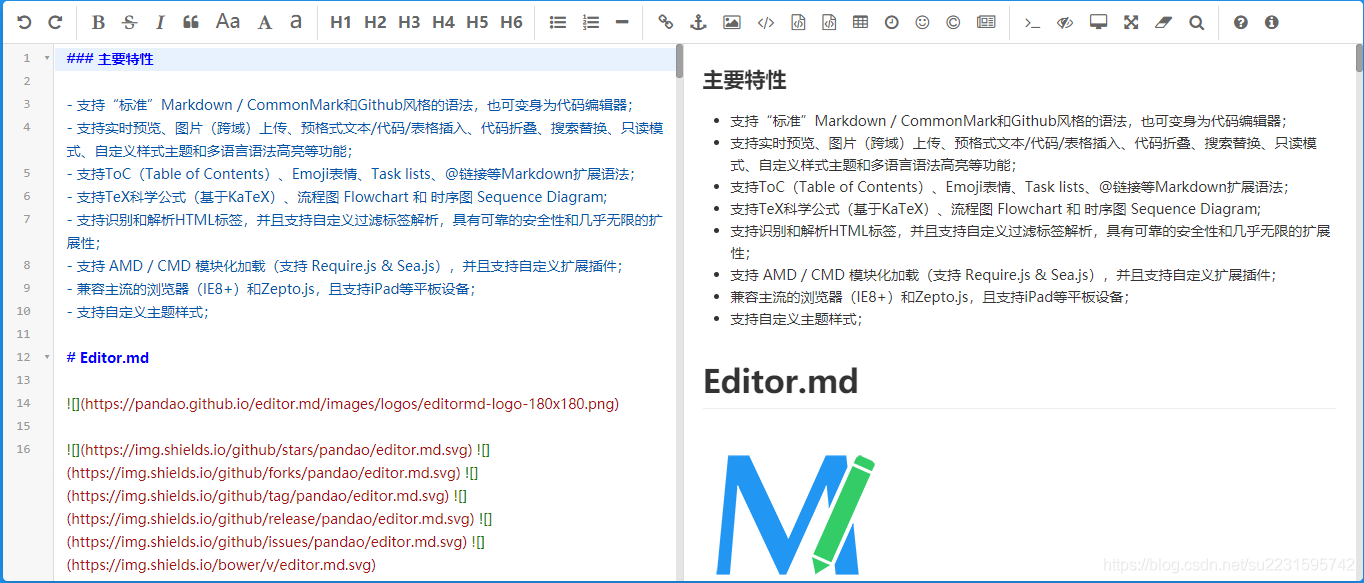 Aa A a H1 H2 H3 H4 H5 H6
1 ### 主要特性
2
3 - 支持“标准”Markdown / CommonMark和Github风格的语法，也可变身为代码编辑器；
4 - 支持实时预览、图片（跨域）上传、预格式文本/代码/表格插入、代码折叠、搜索替换、只读模
式、自定义样式主题和多语言语法高亮等功能；
5 - 支持ToC（Table of Contents）、Emoji表情、Task lists、@链接等Markdown扩展语法；
6 - 支持TeX科学公式（基于KaTeX）、流程图 Flowchart 和 时序图 Sequence Diagram;
7 - 支持识别和解析HTML标签，并且支持自定义过滤标签解析，具有可靠的安全性和几乎无限的扩
展性；
8 - 支持 AMD / CMD 模块化加载（支持 Require.js & Sea.js），并且支持自定义扩展插件；
9 - 兼容主流的浏览器（IE8+）和Zepto.js，且支持iPad等平板设备；
10 - 支持自定义主题样式；
11
12 # Editor.md
13
14 ![](https://pandao.github.io/editor.md/images/logos/editormd-logo-180x180.png)
15
16 ![](https://img.shields.io/github/stars/pandao/editor.md.svg) ![]
(https://img.shields.io/github/forks/pandao/editor.md.svg) ![]
(https://img.shields.io/github/tag/pandao/editor.md.svg) ![]
(https://img.shields.io/github/release/pandao/editor.md.svg) ![]
(https://img.shields.io/github/issues/pandao/editor.md.svg) ![]
(https://img.shields.io/bower/v/editor.md.svg)
主要特性
• 支持“标准”Markdown / CommonMark和Github风格的语法，也可变身为代码编辑器；
• 支持实时预览、图片（跨域）上传、预格式文本/代码/表格插入、代码折叠、搜索替换、只读模
式、自定义样式主题和多语言语法高亮等功能；
• 支持ToC（Table of Contents）、Emoji表情、Task lists、@链接等Markdown扩展语法；
• 支持TeX科学公式（基于KaTeX）、流程图 Flowchart 和 时序图 Sequence Diagram;
• 支持识别和解析HTML标签，并且支持自定义过滤标签解析，具有可靠的安全性和几乎无限的扩展
性；
• 支持 AMD / CMD 模块化加载（支持 Require.js & Sea.js），并且支持自定义扩展插件；
• 兼容主流的浏览器（IE8+）和Zepto.js，且支持iPad等平板设备；
• 支持自定义主题样式；
Editor.md
https://blog.csdn.net/su2231595742